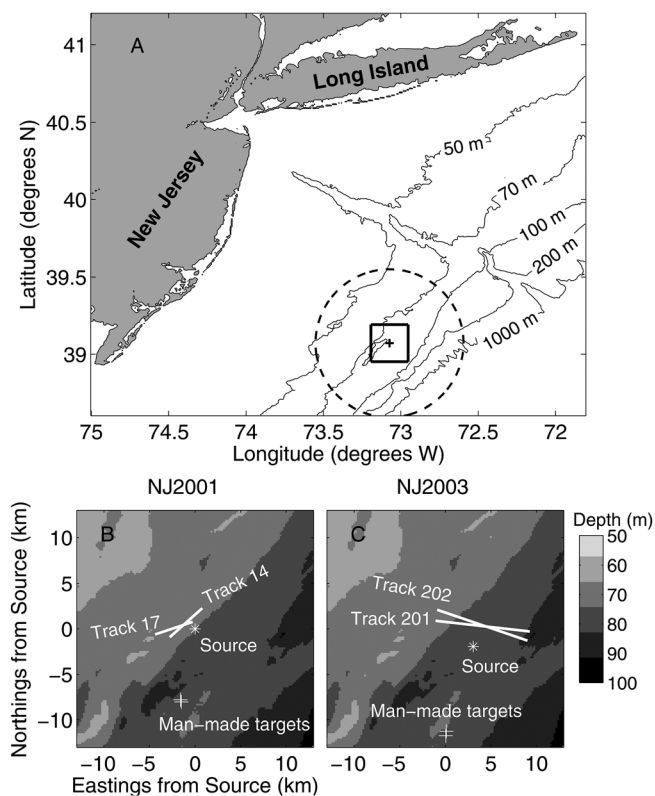 A
Long Island
New Jersey
50 m
70 m
100 m
200 m
1000 m
41
40.5
40
39.5
39
Latitude (degrees N)
75 74.5 74 73.5 73 72.5 72
Longitude (degrees W)
NJ2001 NJ2003
Depth (m)
B
Track 14
Track 17
Source
Man−made targets
10
5
0
−5
−10
Northings from Source (km)
−10 −5 0 5 10
Eastings from Source (km)
C
Track 202
Track 201
Source
Man−made targets
−10 −5 0 5 10
50
60
70
80
90
100